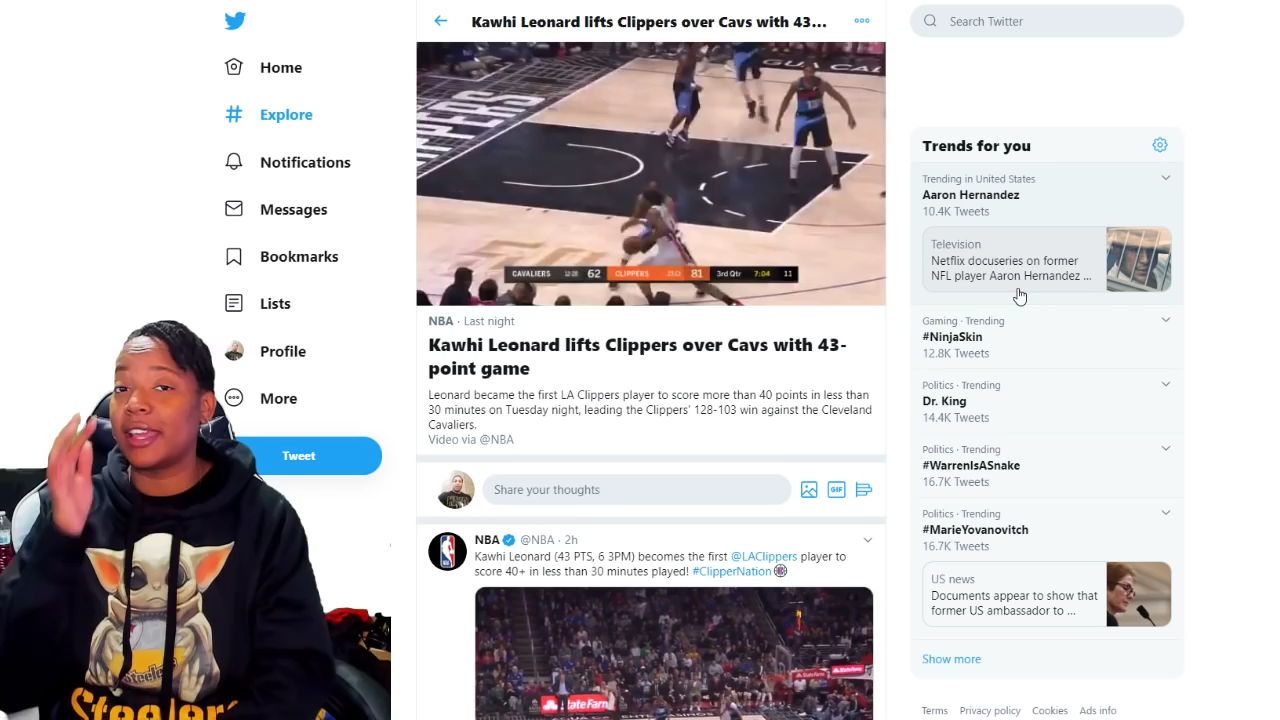 Home
Explore
Notifications
Messages
Bookmarks
Lists
Profile
More
Tweet
Steelers
Steelers
Kawhi Leonard lifts Clippers over Cavs with 43...
CAVALIERS 62 CLIPPERS 81 3rd Qtr 7:04 11
NBA · Last night
Kawhi Leonard lifts Clippers over Cavs with 43-
point game
Leonard became the first LA Clippers player to score more than 40 points in less than
30 minutes on Tuesday night, leading the Clippers' 128-103 win against the Cleveland
Cavaliers.
Video via @NBA
Share your thoughts
GIF
NBA @NBA · 2h
Kawhi Leonard (43 PTS, 6 3PM) becomes the first @LAClippers player to
score 40+ in less than 30 minutes played! #ClipperNation
State Farm
StateFarm
Search Twitter
Trends for you
Trending in United States
Aaron Hernandez
10.4K Tweets
Television
Netflix docuseries on former
NFL player Aaron Hernandez ...
Gaming · Trending
#NinjaSkin
12.8K Tweets
Politics · Trending
Dr. King
14.4K Tweets
Politics · Trending
#WarrenIsASnake
16.7K Tweets
Politics · Trending
#MarieYovanovitch
16.7K Tweets
US news
Documents appear to show that
former US ambassador to ...
Show more
Terms Privacy policy Cookies Ads info